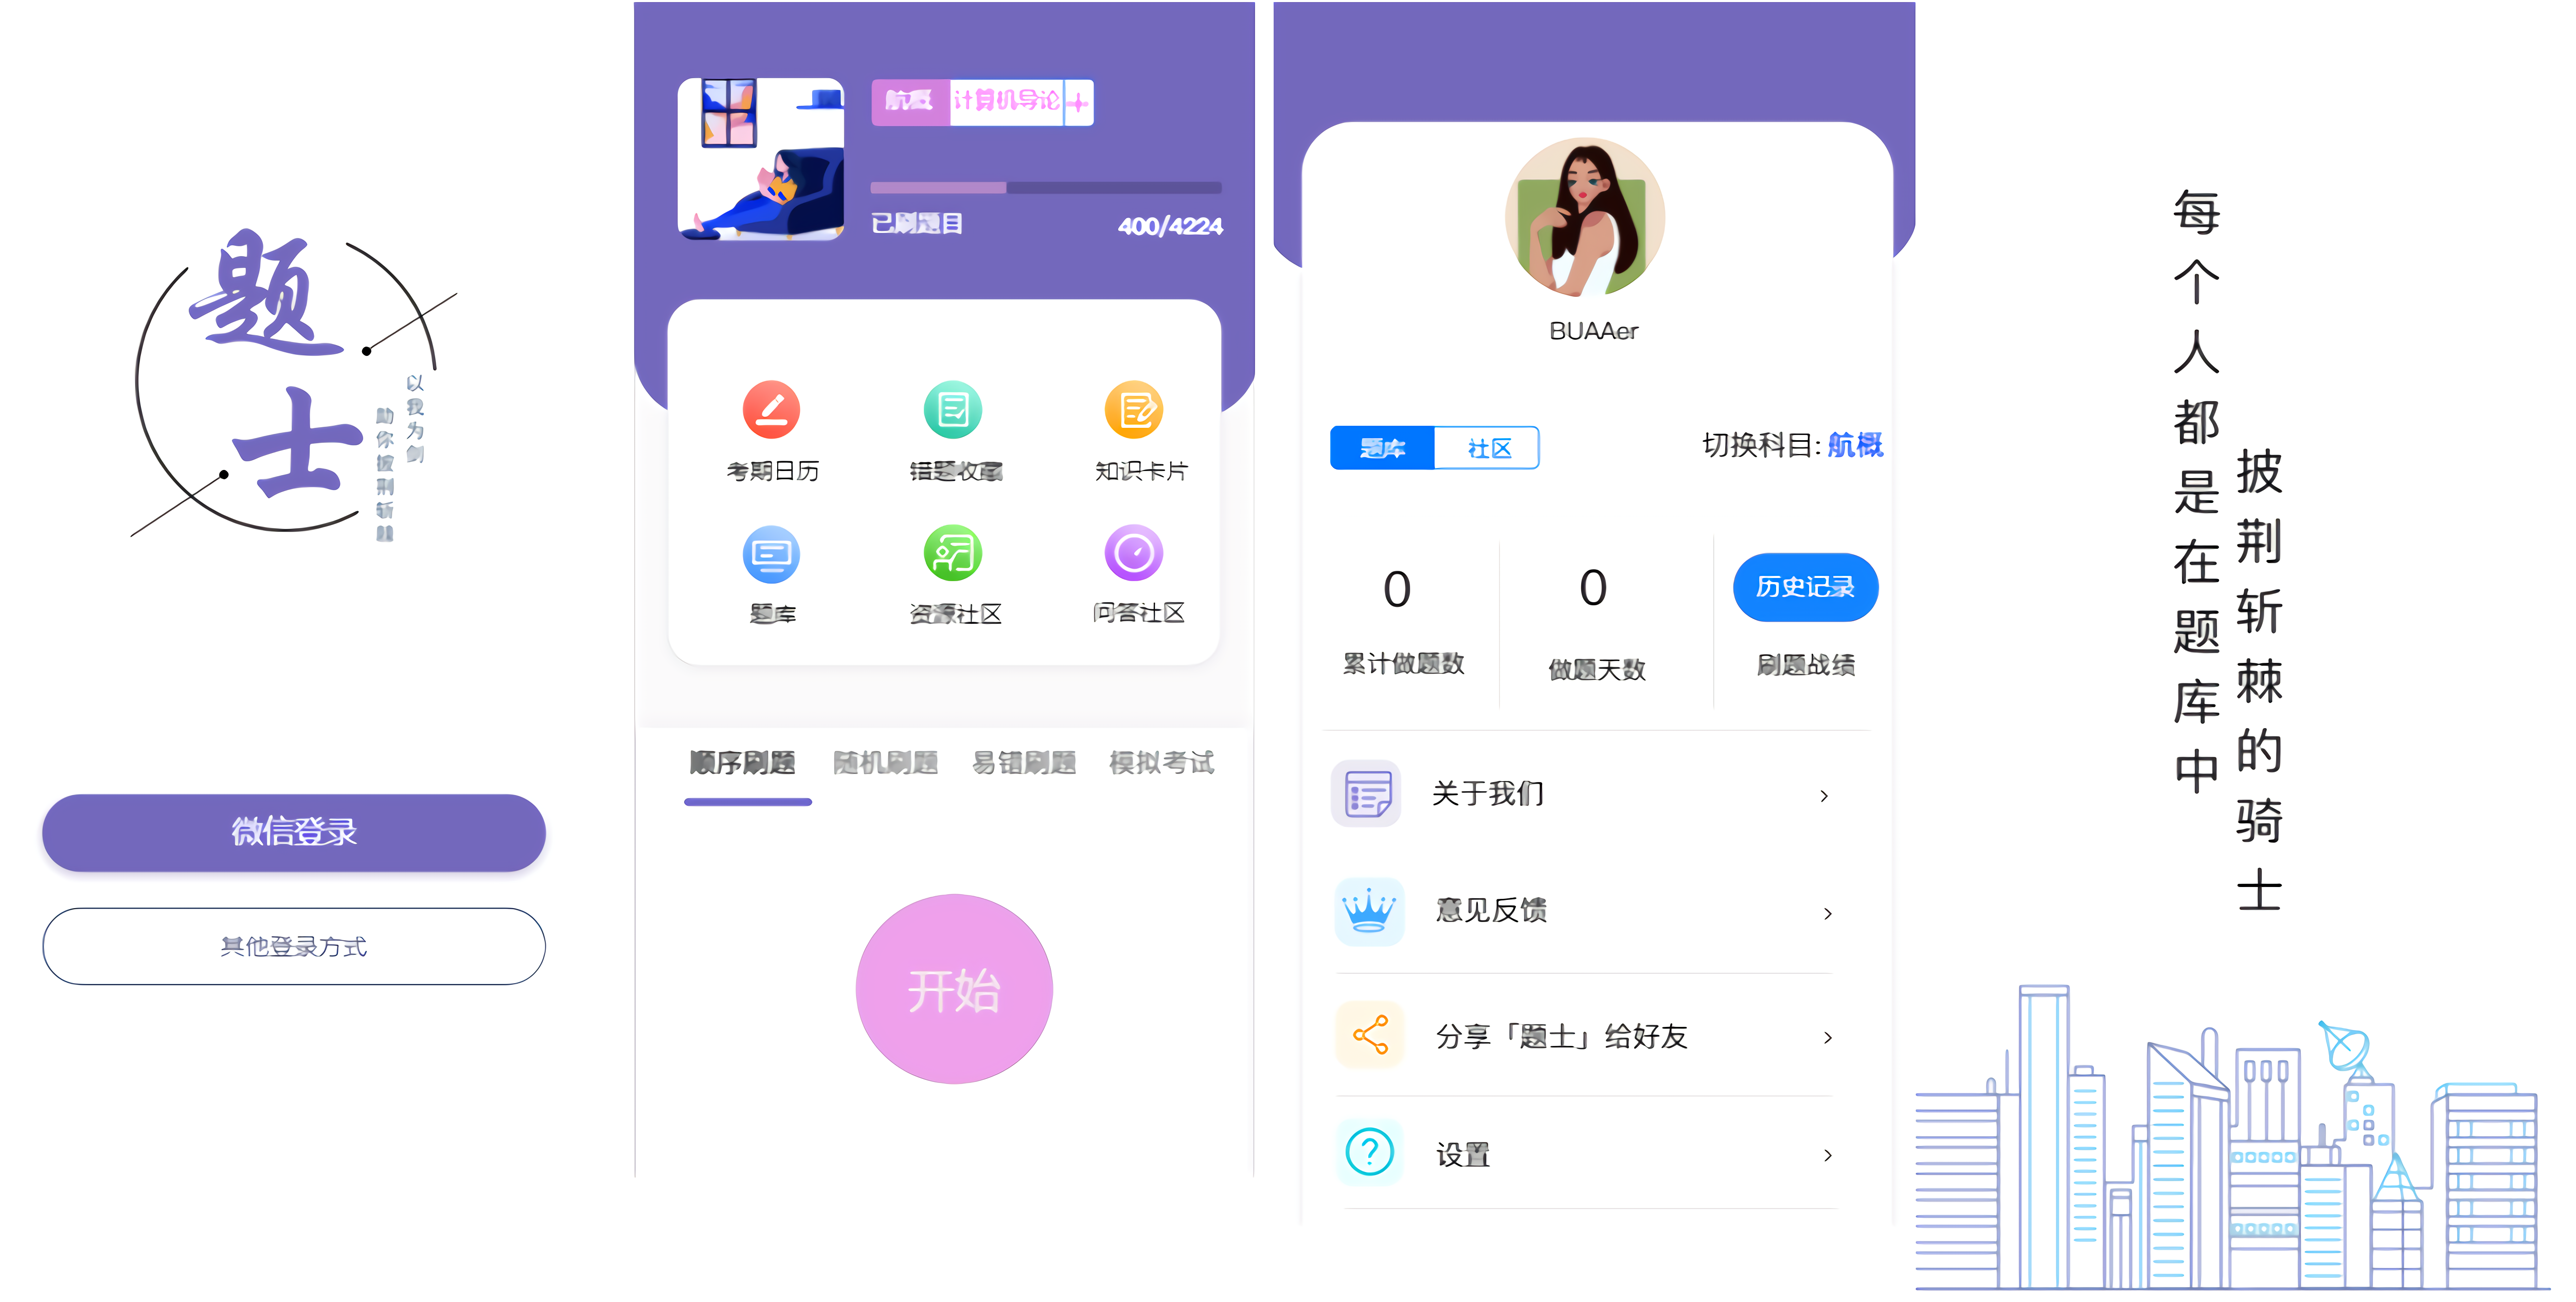 题士
以我为剑
助你披荆斩棘
微信登录
其他登录方式
航概
计算机导论
+
已刷题目
400/4224
考期日历
错题收藏
知识卡片
题库
资源社区
问答社区
顺序刷题
随机刷题
易错刷题
模拟考试
开始
BUAAer
题库
社区
切换科目: 航概
0
0
历史记录
累计做题数
做题天数
刷题战绩
关于我们
意见反馈
分享「题士」给好友
设置
每个人都是在题库中
披荆斩棘的骑士